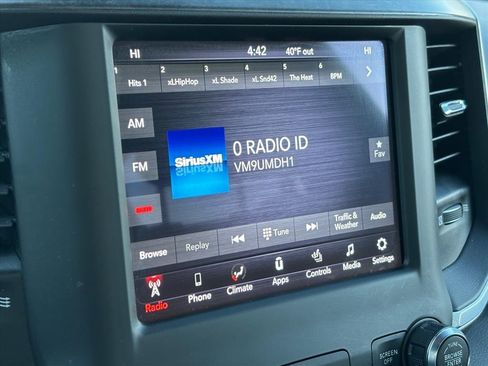 HI 4:42 40°F out HI
1 2 3 4 5 6
Hits 1 xLHipHop xL Shade xL Snd42 The Heat BPM
AM
FM
SiriusXM
0 RADIO ID
VM9UMDH1
Fav
Browse Replay Tune Traffic & Weather Audio
Radio Phone Climate Apps Controls Media Settings
SCREEN OFF
TUNE
BROWSE
ENTER